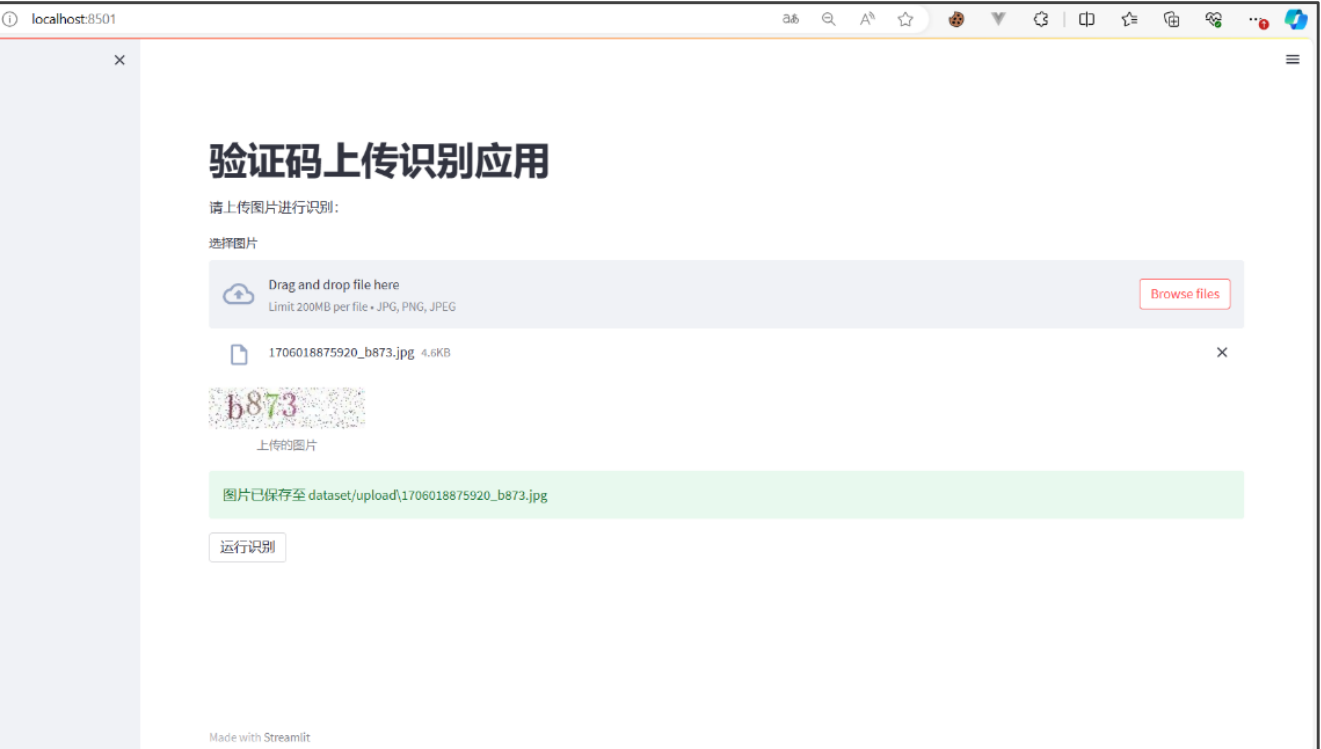 localhost:8501
验证码上传识别应用
请上传图片进行识别：
选择图片
Drag and drop file here
Limit 200MB per file • JPG, PNG, JPEG
Browse files
1706018875920_b873.jpg 4.6KB
b873
上传的图片
图片已保存至 dataset/upload\1706018875920_b873.jpg
运行识别
Made with Streamlit